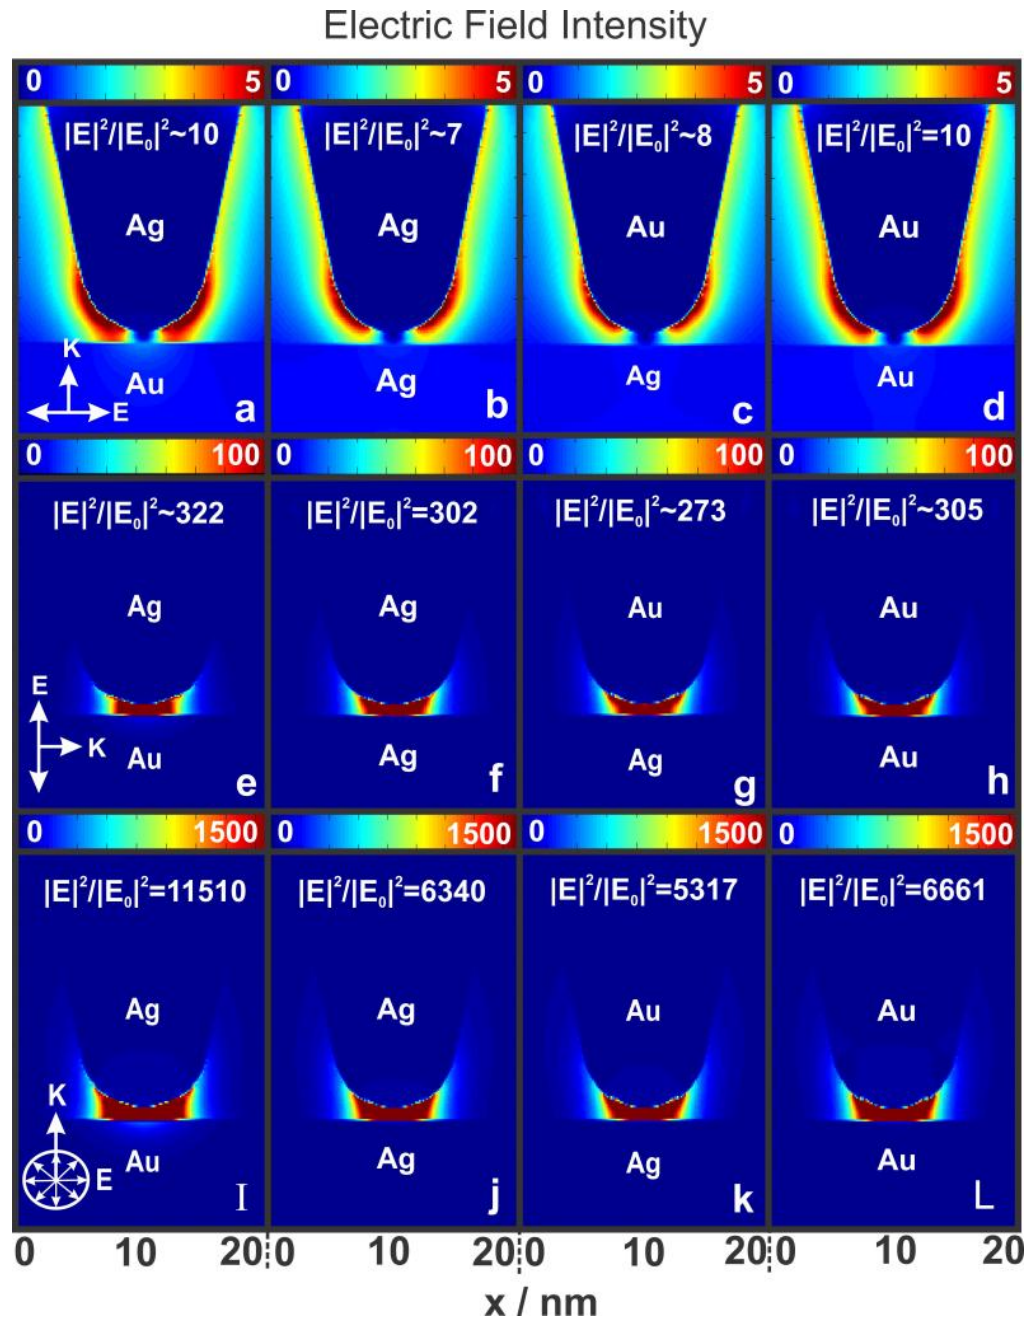 Electric Field Intensity
0 5 0 5 0 5 0 5
|E|²/|E₀|²~10 |E|²/|E₀|²~7 |E|²/|E₀|²~8 |E|²/|E₀|²=10
Ag Ag Au Au
K
Au Ag Ag Au
E
a b c d
0 100 0 100 0 100 0 100
|E|²/|E₀|²~322 |E|²/|E₀|²=302 |E|²/|E₀|²~273 |E|²/|E₀|²~305
Ag Ag Au Au
E
K
Au Ag Ag Au
e f g h
0 1500 0 1500 0 1500 0 1500
|E|²/|E₀|²=11510 |E|²/|E₀|²=6340 |E|²/|E₀|²=5317 |E|²/|E₀|²=6661
Ag Ag Au Au
K
Au Ag Ag Au
E
I j k L
0 10 20 0 10 20 0 10 20 0 10 20
x / nm